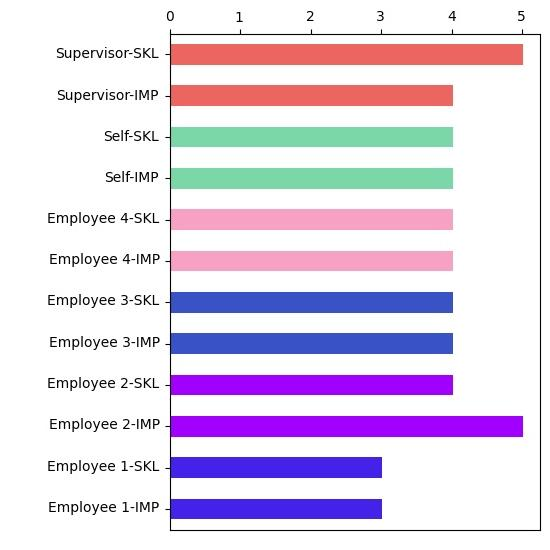 0 1 2 3 4 5
Supervisor-SKL
Supervisor-IMP
Self-SKL
Self-IMP
Employee 4-SKL
Employee 4-IMP
Employee 3-SKL
Employee 3-IMP
Employee 2-SKL
Employee 2-IMP
Employee 1-SKL
Employee 1-IMP